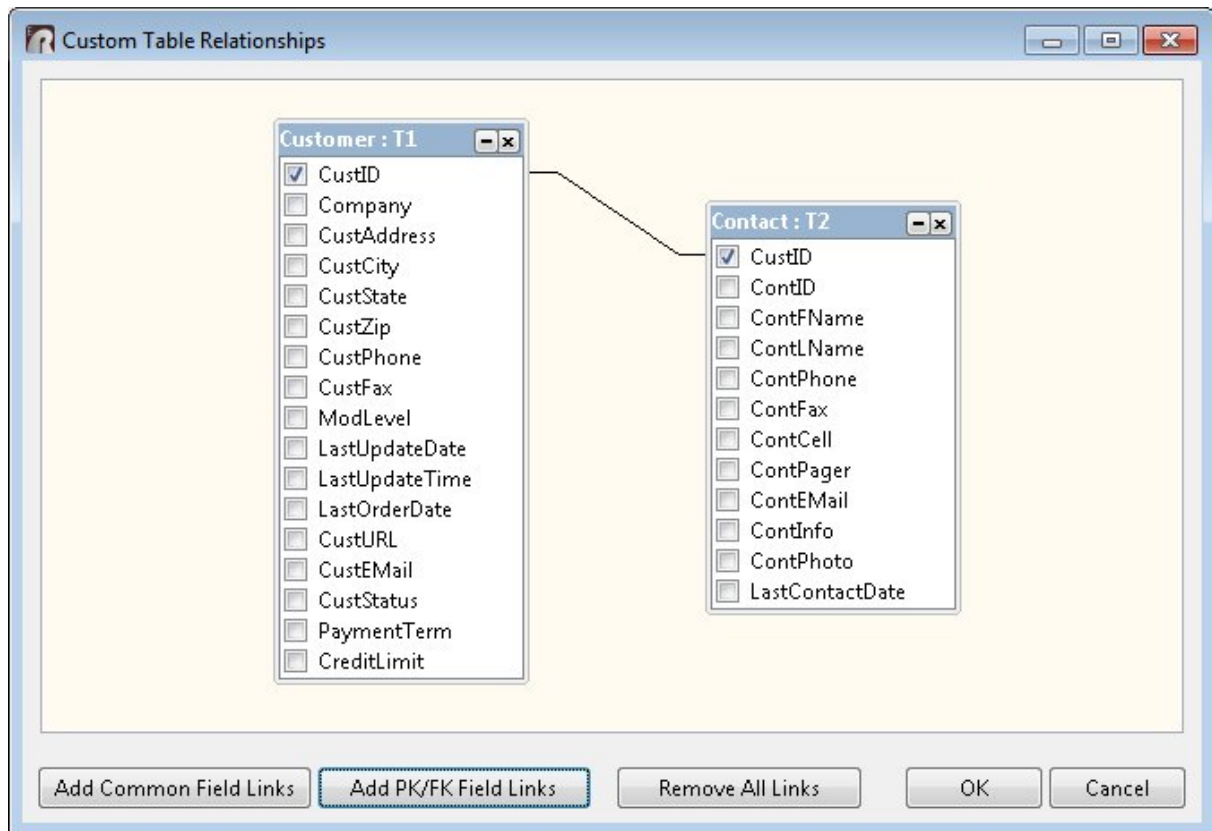 Custom Table Relationships
Customer : T1
CustID
Company
CustAddress
CustCity
CustState
CustZip
CustPhone
CustFax
ModLevel
LastUpdateDate
LastUpdateTime
LastOrderDate
CustURL
CustEMail
CustStatus
PaymentTerm
CreditLimit
Contact : T2
CustID
ContID
ContFName
ContLName
ContPhone
ContFax
ContCell
ContPager
ContEMail
ContInfo
ContPhoto
LastContactDate
Add Common Field Links
Add PK/FK Field Links
Remove All Links
OK
Cancel